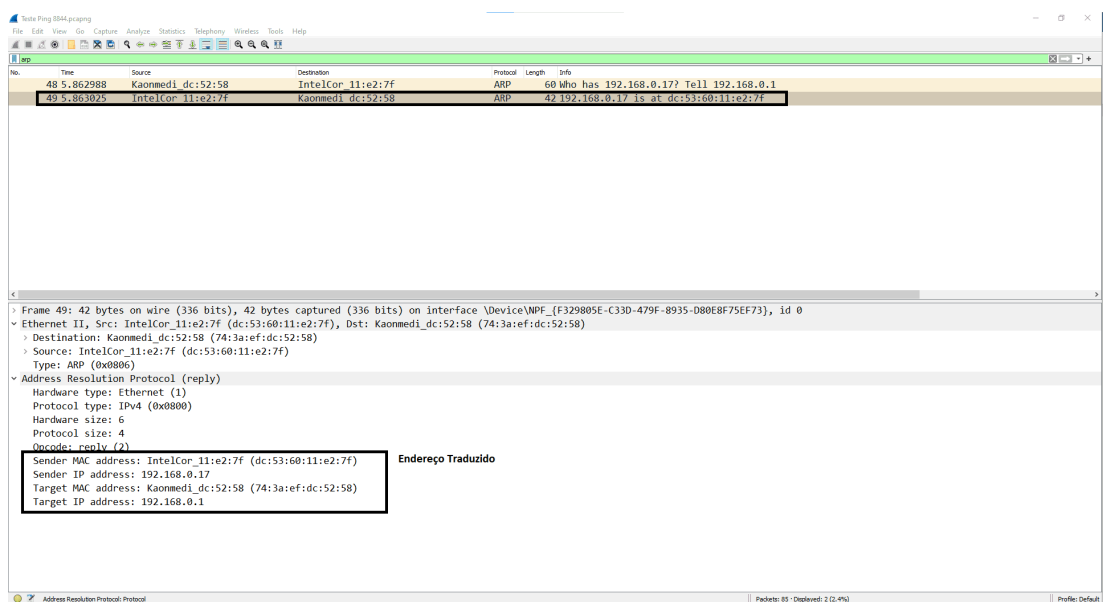 Teste Ping 8844.pcapng
File Edit View Go Capture Analyze Statistics Telephony Wireless Tools Help
arp
No. Time Source Destination Protocol Length Info
48 5.862988 Kaonmedi_dc:52:58 IntelCor_11:e2:7f ARP 60 Who has 192.168.0.17? Tell 192.168.0.1
49 5.863025 IntelCor_11:e2:7f Kaonmedi_dc:52:58 ARP 42 192.168.0.17 is at dc:53:60:11:e2:7f
Frame 49: 42 bytes on wire (336 bits), 42 bytes captured (336 bits) on interface \Device\NPF_{F329805E-C33D-479F-8935-D80E8F75EF73}, id 0
Ethernet II, Src: IntelCor_11:e2:7f (dc:53:60:11:e2:7f), Dst: Kaonmedi_dc:52:58 (74:3a:ef:dc:52:58)
Destination: Kaonmedi_dc:52:58 (74:3a:ef:dc:52:58)
Source: IntelCor_11:e2:7f (dc:53:60:11:e2:7f)
Type: ARP (0x0806)
Address Resolution Protocol (reply)
Hardware type: Ethernet (1)
Protocol type: IPv4 (0x0800)
Hardware size: 6
Protocol size: 4
Opcode: reply (2)
Sender MAC address: IntelCor_11:e2:7f (dc:53:60:11:e2:7f) Endereço Traduzido
Sender IP address: 192.168.0.17
Target MAC address: Kaonmedi_dc:52:58 (74:3a:ef:dc:52:58)
Target IP address: 192.168.0.1
Address Resolution Protocol: Protocol Packets: 85 · Displayed: 2 (2.4%) Profile: Default